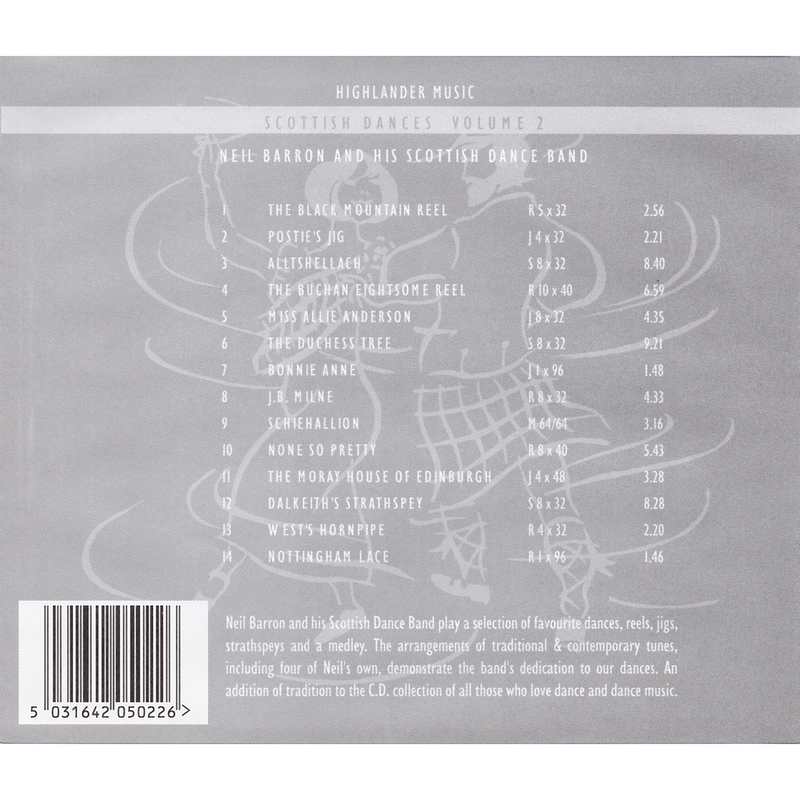 HIGHLANDER MUSIC
SCOTTISH DANCES VOLUME 2
NEIL BARRON AND HIS SCOTTISH DANCE BAND
1 THE BLACK MOUNTAIN REEL R 5 x 32 2.56
2 POSTIE'S JIG J 4 x 32 2.21
3 ALLTSHELLACH S 8 x 32 8.40
4 THE BUCHAN EIGHTSOME REEL R 10 x 40 6.59
5 MISS ALLIE ANDERSON J 8 x 32 4.35
6 THE DUCHESS TREE S 8 x 32 9.21
7 BONNIE ANNE J 1 x 96 1.48
8 J.B. MILNE R 8 x 32 4.33
9 SCHIEHALLION M 64/64 3.16
10 NONE SO PRETTY R 8 x 40 5.43
11 THE MORAY HOUSE OF EDINBURGH J 4 x 48 3.28
12 DALKEITH'S STRATHSPEY S 8 x 32 8.28
13 WEST'S HORNPIPE R 4 x 32 2.20
14 NOTTINGHAM LACE R 1 x 96 1.46
Neil Barron and his Scottish Dance Band play a selection of favourite dances, reels, jigs,
strathspeys and a medley. The arrangements of traditional & contemporary tunes,
including four of Neil's own, demonstrate the band's dedication to our dances. An
addition of tradition to the C.D. collection of all those who love dance and dance music.
5 031642 050226 >